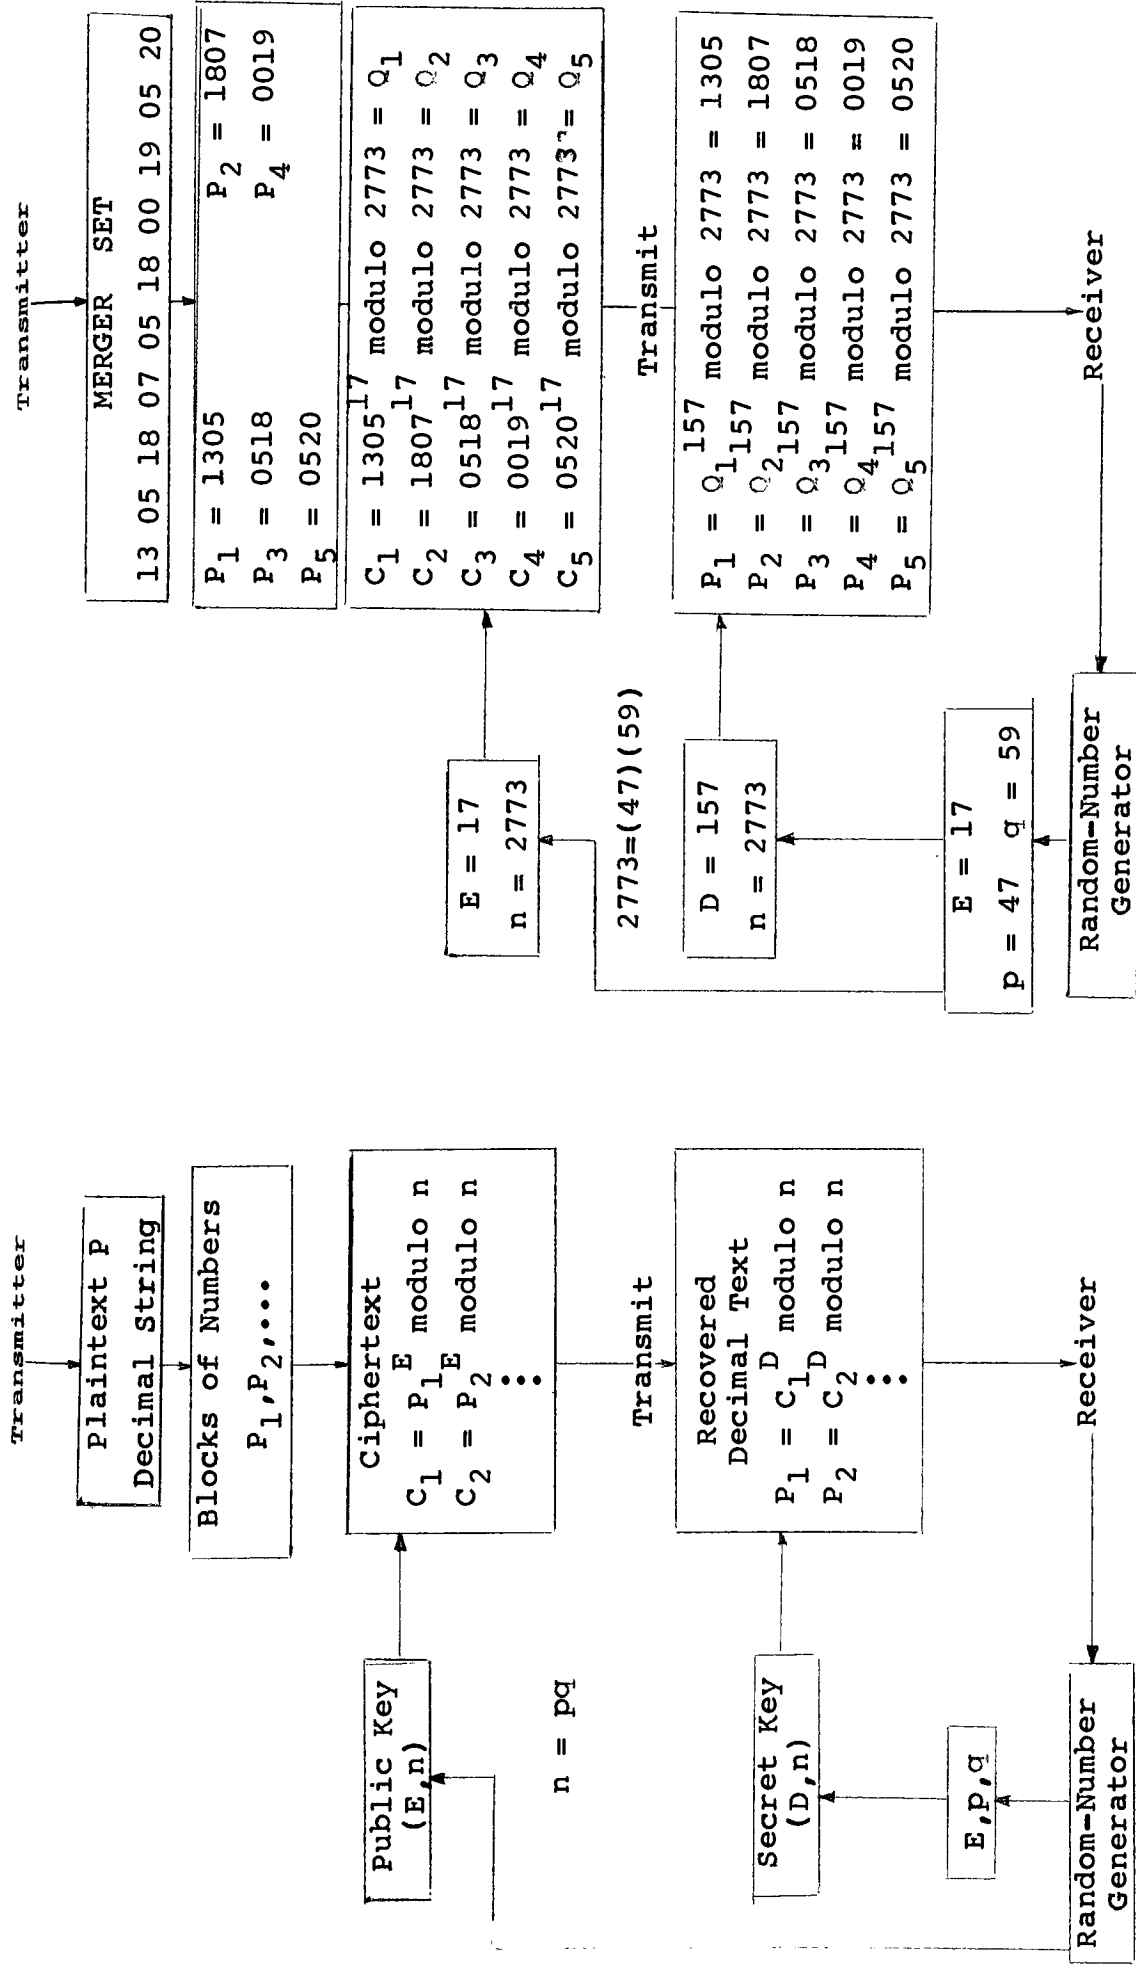 Transmitter
Plaintext P
Decimal String
Blocks of Numbers
P₁,P₂,...
Public Key
(E,n)
Ciphertext
C₁ = P₁ᴱ modulo n
C₂ = P₂ᴱ modulo n
⋮
n = pq
Transmit
Secret Key
(D,n)
Recovered
Decimal Text
P₁ = C₁ᴰ modulo n
P₂ = C₂ᴰ modulo n
⋮
E,p,q
Random-Number
Generator
Receiver
Transmitter
MERGER SET
13 05 18 07 05 18 00 19 05 20
P₁ = 1305 P₂ = 1807
P₃ = 0518 P₄ = 0019
P₅ = 0520
E = 17
n = 2773
C₁ = 1305¹⁷ modulo 2773 = Q₁
C₂ = 1807¹⁷ modulo 2773 = Q₂
C₃ = 0518¹⁷ modulo 2773 = Q₃
C₄ = 0019¹⁷ modulo 2773 = Q₄
C₅ = 0520¹⁷ modulo 2773 = Q₅
2773=(47)(59)
Transmit
D = 157
n = 2773
P₁ = Q₁¹⁵⁷ modulo 2773 = 1305
P₂ = Q₂¹⁵⁷ modulo 2773 = 1807
P₃ = Q₃¹⁵⁷ modulo 2773 = 0518
P₄ = Q₄¹⁵⁷ modulo 2773 = 0019
P₅ = Q₅¹⁵⁷ modulo 2773 = 0520
E = 17
p = 47 q = 59
Random-Number
Generator
Receiver